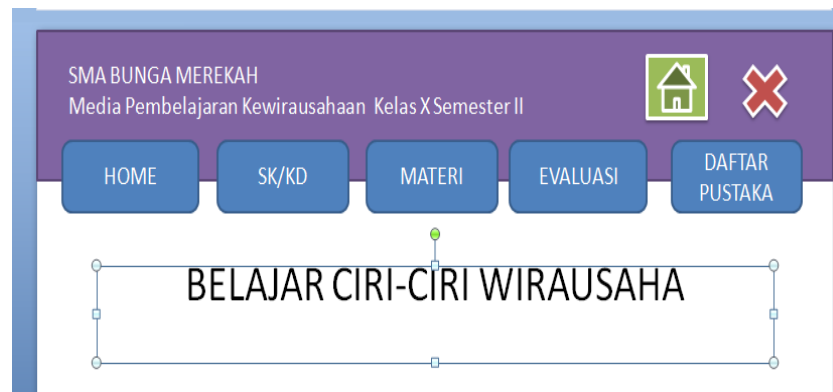 SMA BUNGA MEREKAH
Media Pembelajaran Kewirausahaan Kelas X Semester II
HOME
SK/KD
MATERI
EVALUASI
DAFTAR
PUSTAKA
BELAJAR CIRI-CIRI WIRAUSAHA